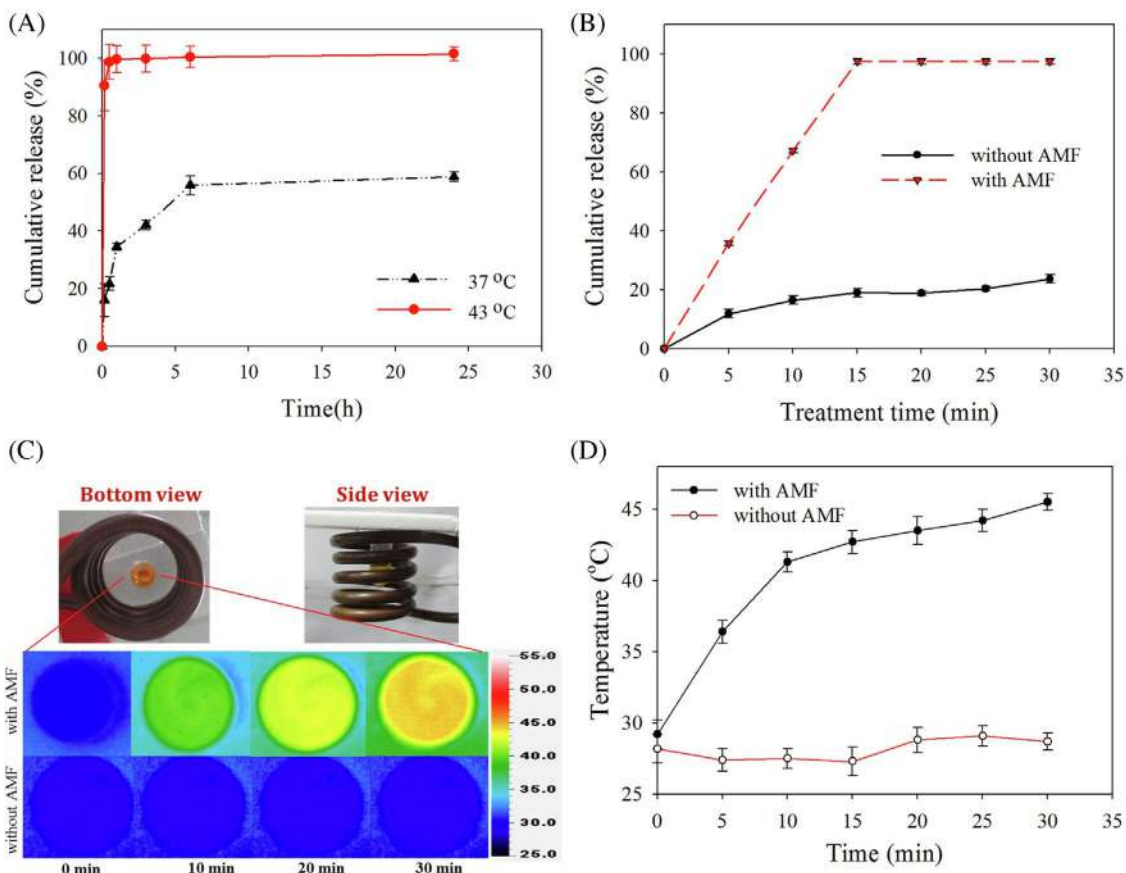 (A)
Cumulative release (%)
100
80
60
40
20
0
37 °C
43 °C
0 5 10 15 20 25 30
Time(h)
(B)
Cumulative release (%)
100
80
60
40
20
0
without AMF
with AMF
0 5 10 15 20 25 30 35
Treatment time (min)
(C)
Bottom view Side view
with AMF
without AMF
55.0
50.0
45.0
40.0
35.0
30.0
25.0
0 min 10 min 20 min 30 min
(D)
Temperature (°C)
45
40
35
30
25
with AMF
without AMF
0 5 10 15 20 25 30 35
Time (min)